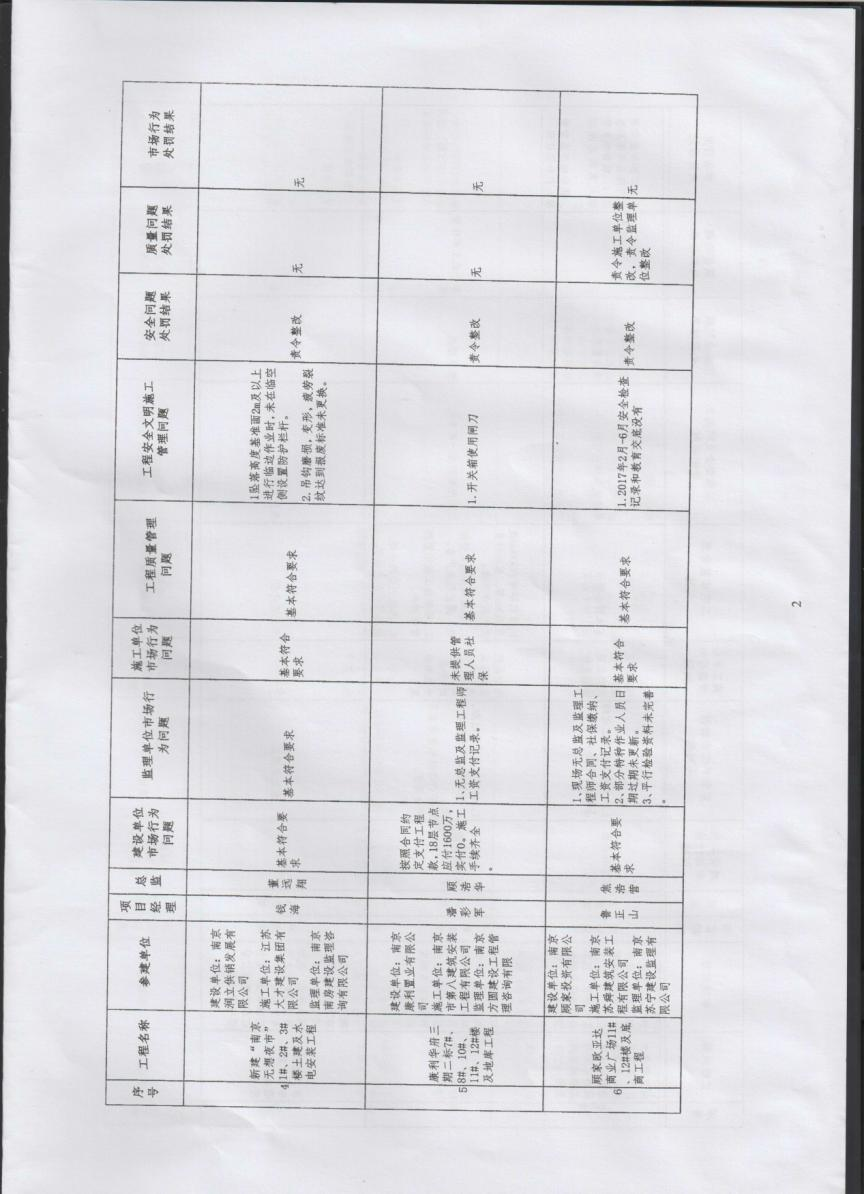 序
号
工程名称
参建单位
项目
经理
总
监
建设单位
市场行为
问题
监理单位市场行
为问题
施工单位
市场行为
问题
工程质量管理
问题
工程安全文明施工
管理问题
安全问题
处罚结果
质量问题
处罚结果
市场行为
处罚结果
4
新建“南京
无想夜市”
1#、2#、3#
楼土建及水
电安装工程
建设单位：南京
润立供销发展有
限公司
施工单位：江苏
大才建设集团有
限公司
监理单位：南京
南房建设监理咨
询有限公司
钱
海
董
远
翔
基本符合要
求
基本符合要求
基本符合
要求
基本符合要求
1坠落高度基准面2m及以上
进行临边作业时,未在临空
侧设置防护栏杆。
2.吊钩磨损，变形，疲劳裂
纹达到报废标准未更换。
责令整改
无
无
5
康利华府三
期二标7#、
8#、10#、
11#、12#楼
及地库工程
建设单位：南京
康利置业有限公
司
施工单位：南京
市第八建筑安装
工程有限公司
监理单位：南京
方圆建设工程管
理咨询有限
潘
彩
军
顾
浩
华
按照合同约
定支付工程
款,18层节点
应付1600万,
实付0。施工
手续齐全
。
1、无总监及监理工程师
工资支付记录。
未提供管
理人员社
保
基本符合要求
1.开关箱使用闸刀
责令整改
无
无
6
顾家欧亚达
商业广场11#
、12#楼及底
商工程
建设单位：南京
顾家投资有限公
司
施工单位：南京
苏舜建筑安装工
程有限公司
监理单位：南京
苏宁建设监理有
限公司
鲁
正
山
焦
浩
营
基本符合要
求
1、现场无总监及监理工
程师合同、社保缴纳、
工资支付记录。
2、部分特种作业人员日
期过期未更新。
3、平行检验资料未完善
。
基本符合
要求
基本符合要求
1.2017年2月-6月安全检查
记录和教育交底没有
责令整改
责令施工单位整
改，责令监理单
位整改
无
2